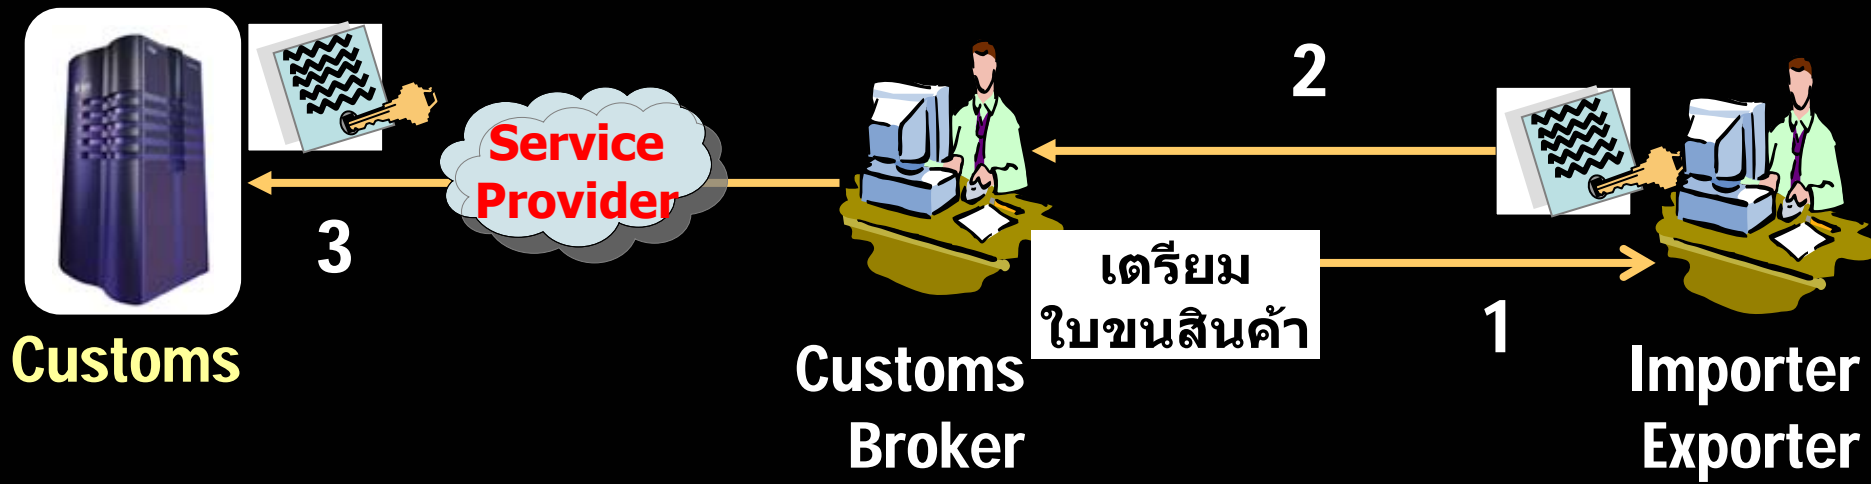 2
Service
Provider
3
เตรียม
ใบขนสินค้า
1
Customs
Customs
Broker
Importer
Exporter